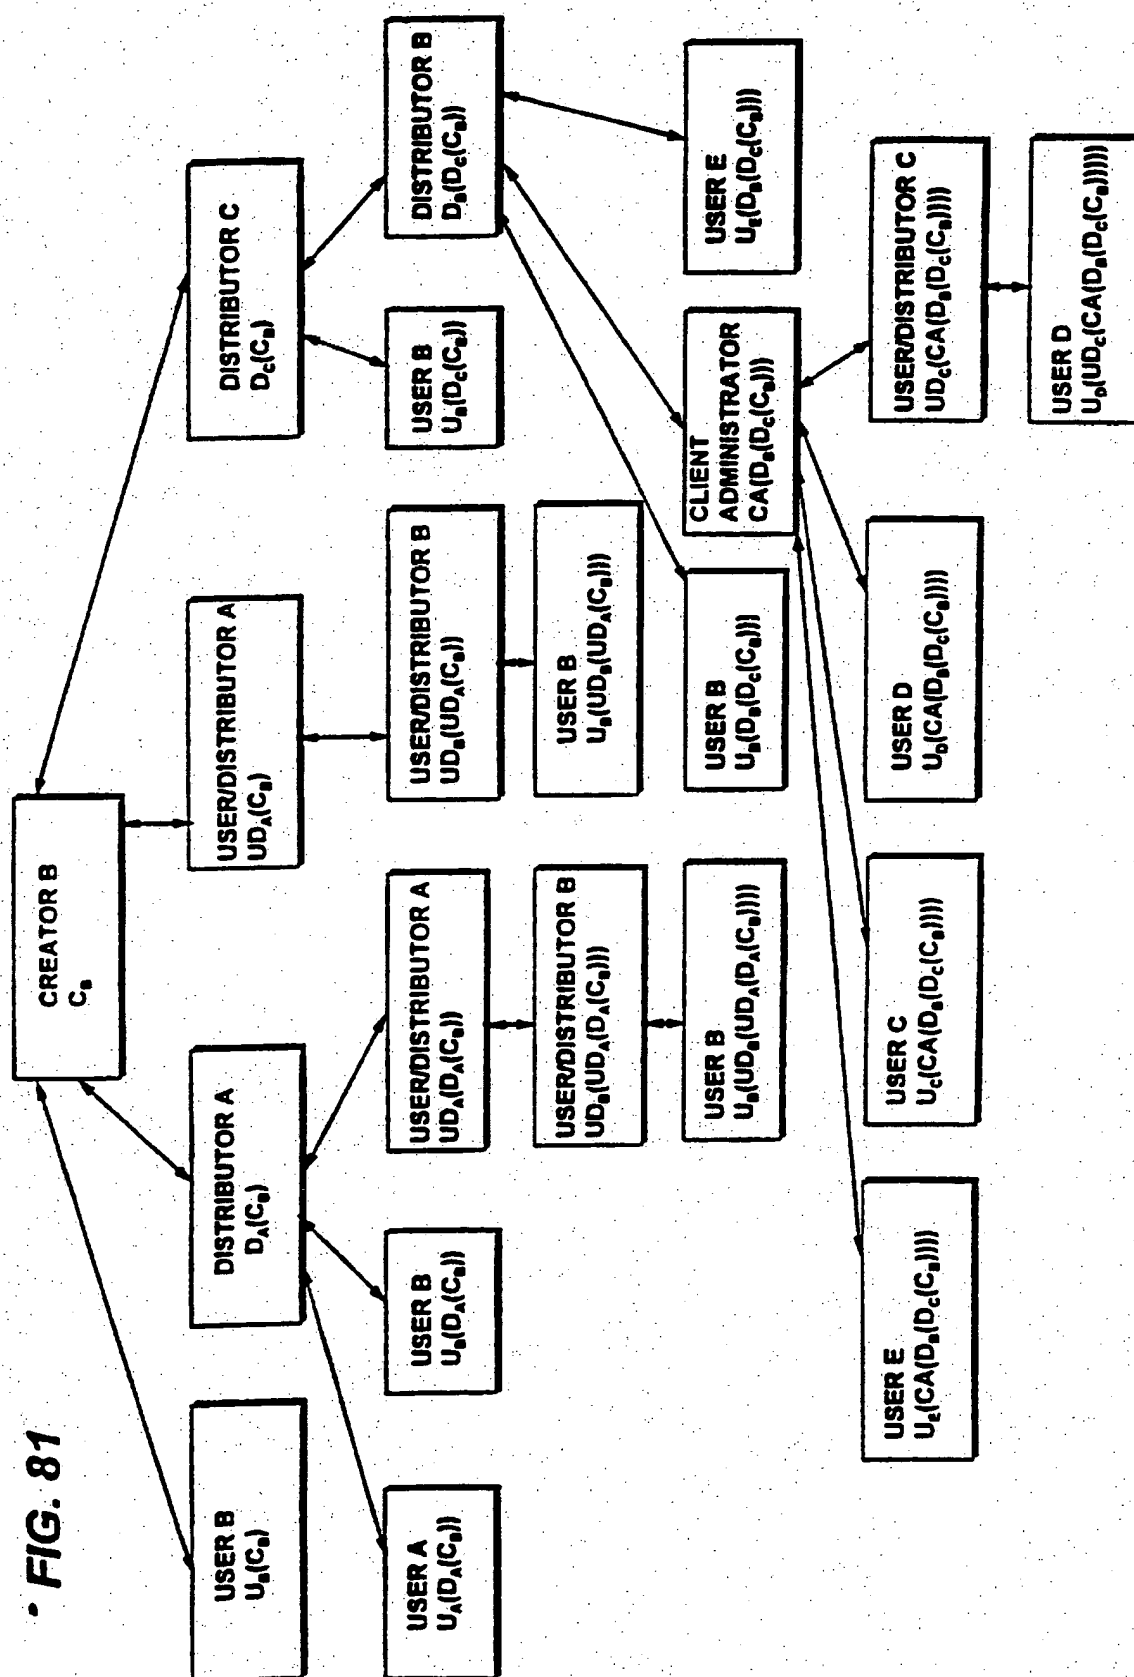 FIG. 81
CREATOR B
C_B
USER B
U_B(C_B)
DISTRIBUTOR A
D_A(C_B)
USER/DISTRIBUTOR A
UD_A(C_B)
DISTRIBUTOR C
D_C(C_B)
USER A
U_A(D_A(C_B))
USER B
U_B(D_A(C_B))
USER/DISTRIBUTOR A
UD_A(D_A(C_B))
USER/DISTRIBUTOR B
UD_B(UD_A(C_B))
USER B
U_B(D_C(C_B))
DISTRIBUTOR B
D_B(D_C(C_B))
USER/DISTRIBUTOR B
UD_B(UD_A(D_A(C_B)))
USER B
U_B(UD_B(UD_A(C_B)))
USER B
U_B(UD_B(UD_A(D_A(C_B))))
USER B
U_B(D_B(D_C(C_B)))
CLIENT
ADMINISTRATOR
CA(D_B(D_C(C_B)))
USER E
U_E(D_B(D_C(C_B)))
USER E
U_E(CA(D_B(D_C(C_B))))
USER C
U_C(CA(D_B(D_C(C_B))))
USER D
U_D(CA(D_B(D_C(C_B))))
USER/DISTRIBUTOR C
UD_C(CA(D_B(D_C(C_B))))
USER D
U_D(UD_C(CA(D_B(D_C(C_B)))))